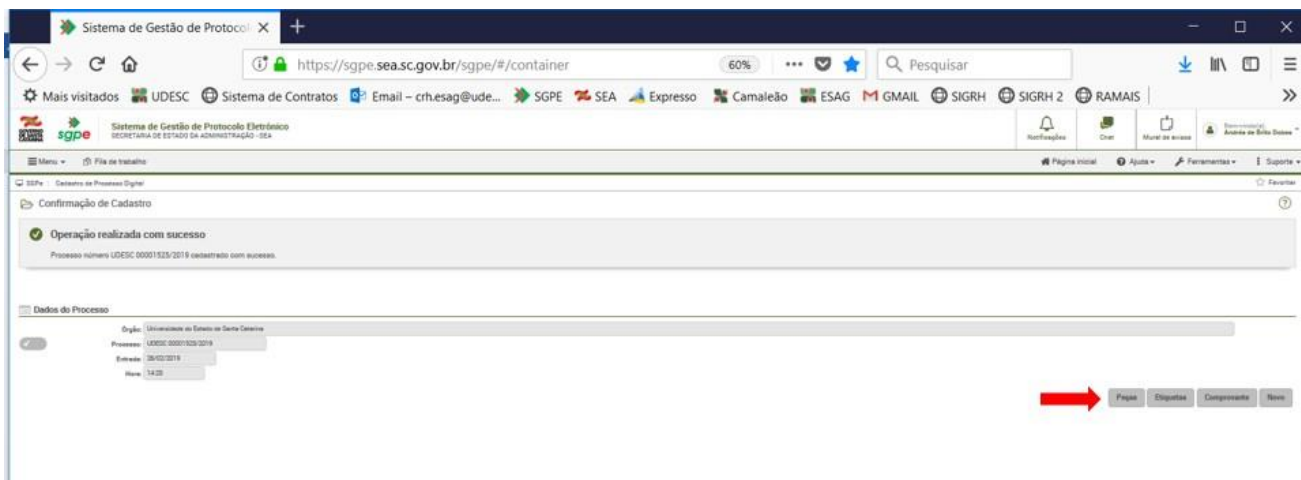 Sistema de Gestão de Protocol
https://sgpe.sea.sc.gov.br/sgpe/#/container
60%
Pesquisar
Mais visitados UDESC Sistema de Contratos Email – crh.esag@ude... SGPE SEA Expresso Camaleão ESAG GMAIL SIGRH SIGRH 2 RAMAIS
sgpe
Sistema de Gestão de Protocolo Eletrônico
SECRETARIA DE ESTADO DA ADMINISTRAÇÃO - SEA
Notificações Chat Mural de avisos
Menu Fila de trabalho Página inicial Ajuda Ferramentas Suporte
SGPe Cadastro de Processo Digital Favoritar
Confirmação de Cadastro
Operação realizada com sucesso
Processo número UDESC 00001525/2019 cadastrado com sucesso.
Dados do Processo
Órgão: Universidade do Estado de Santa Catarina
Processo: UDESC 00001525/2019
Entrada: 26/02/2019
Hora: 14:20
Peças Etiquetas Comprovante Novo